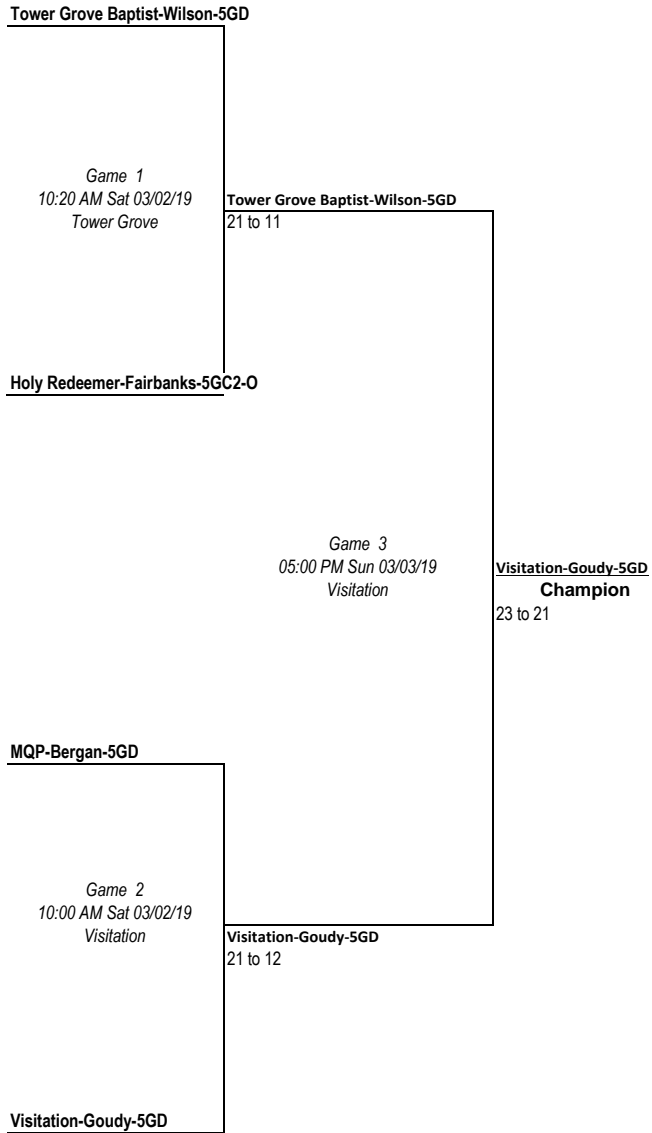 Tower Grove Baptist-Wilson-5GD
Game 1
10:20 AM Sat 03/02/19
Tower Grove
Tower Grove Baptist-Wilson-5GD
21 to 11
Holy Redeemer-Fairbanks-5GC2-O
Game 3
05:00 PM Sun 03/03/19
Visitation
Visitation-Goudy-5GD
Champion
23 to 21
MQP-Bergan-5GD
Game 2
10:00 AM Sat 03/02/19
Visitation
Visitation-Goudy-5GD
21 to 12
Visitation-Goudy-5GD